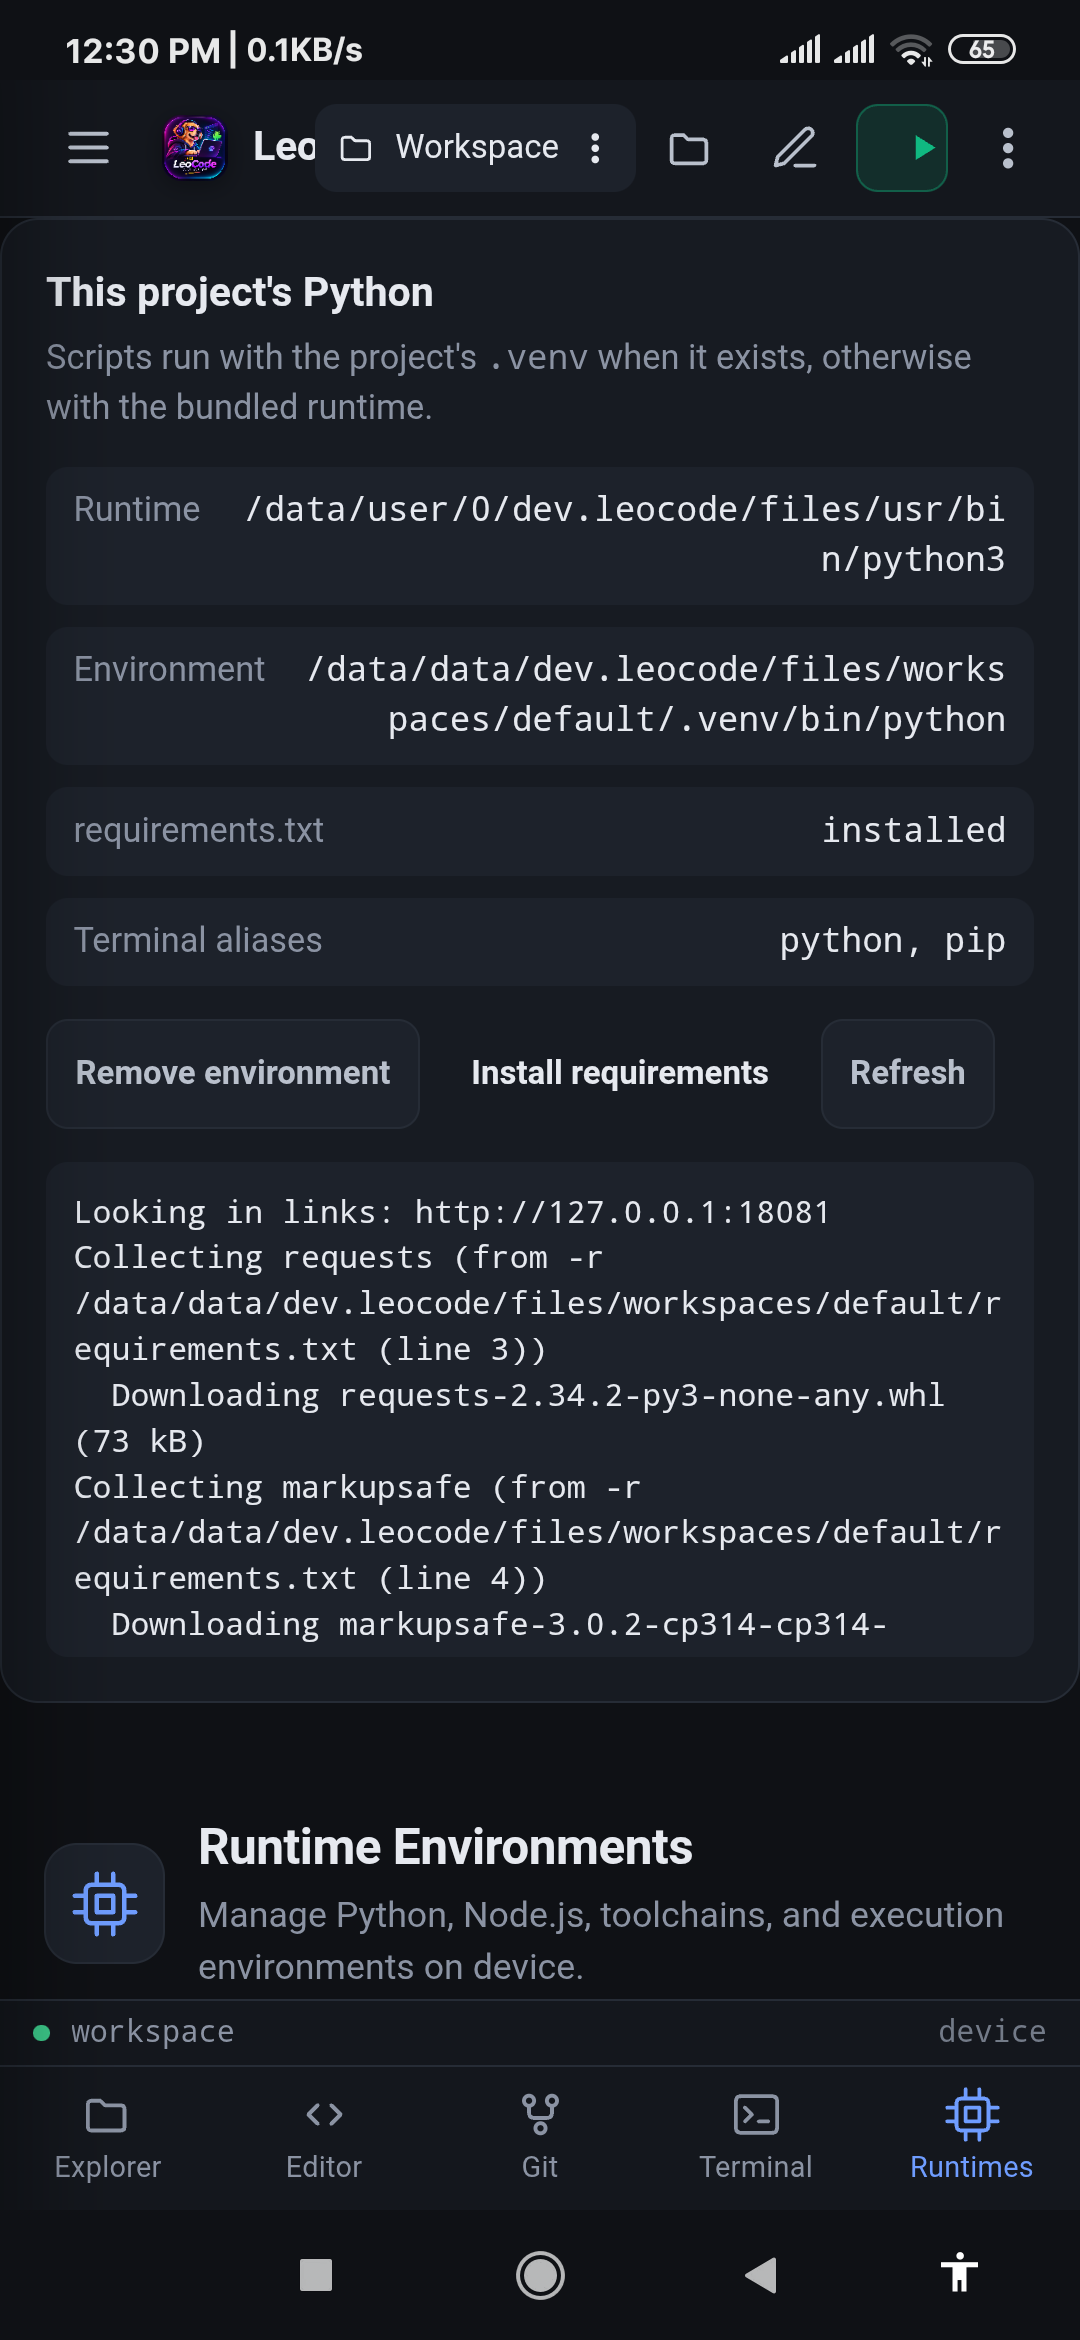 12:30 PM | 0.1KB/s
65
LeoCode
Leo
Workspace
This project's Python
Scripts run with the project's .venv when it exists, otherwise
with the bundled runtime.
Runtime /data/user/0/dev.leocode/files/usr/bi
n/python3
Environment /data/data/dev.leocode/files/works
paces/default/.venv/bin/python
requirements.txt installed
Terminal aliases python, pip
Remove environment Install requirements Refresh
Looking in links: http://127.0.0.1:18081
Collecting requests (from -r
/data/data/dev.leocode/files/workspaces/default/r
equirements.txt (line 3))
Downloading requests-2.34.2-py3-none-any.whl
(73 kB)
Collecting markupsafe (from -r
/data/data/dev.leocode/files/workspaces/default/r
equirements.txt (line 4))
Downloading markupsafe-3.0.2-cp314-cp314-
Runtime Environments
Manage Python, Node.js, toolchains, and execution
environments on device.
workspace device
Explorer Editor Git Terminal Runtimes